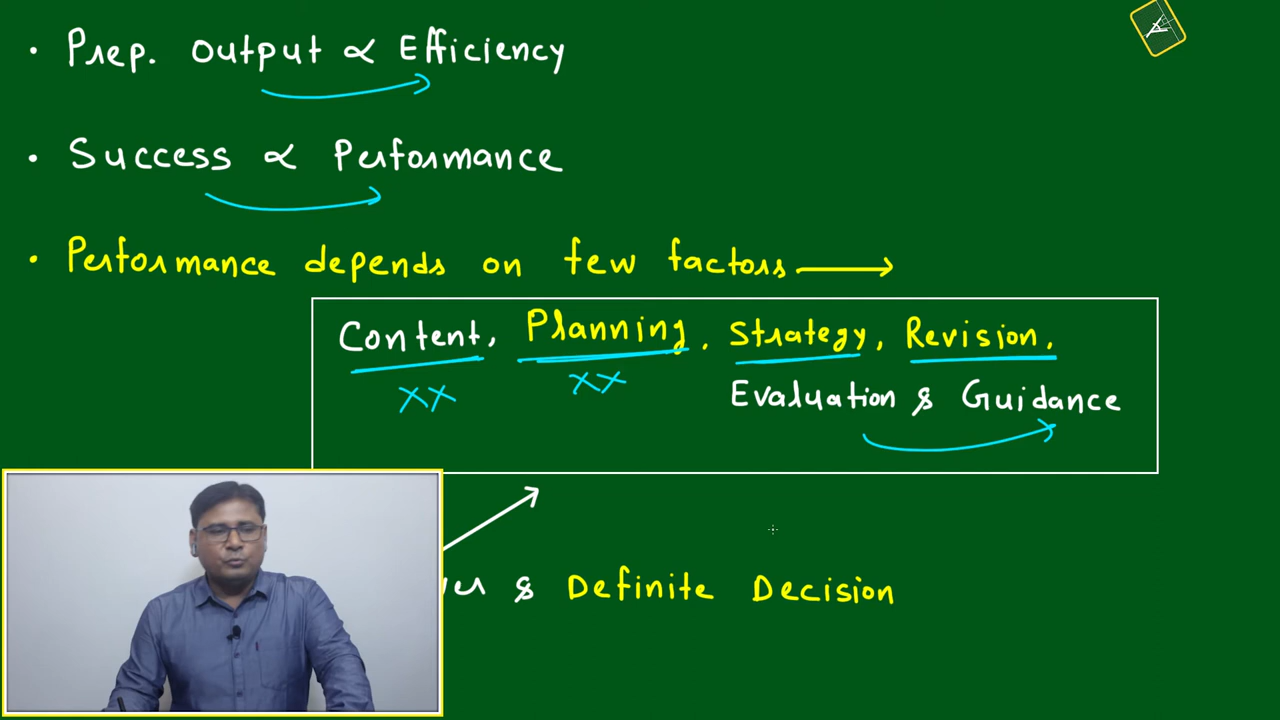 • Prep. Output ∝ Efficiency
• Success ∝ Performance
• Performance depends on few factors →
Content, Planning, Strategy, Revision,
XX XX
Evaluation & Guidance
& Definite Decision